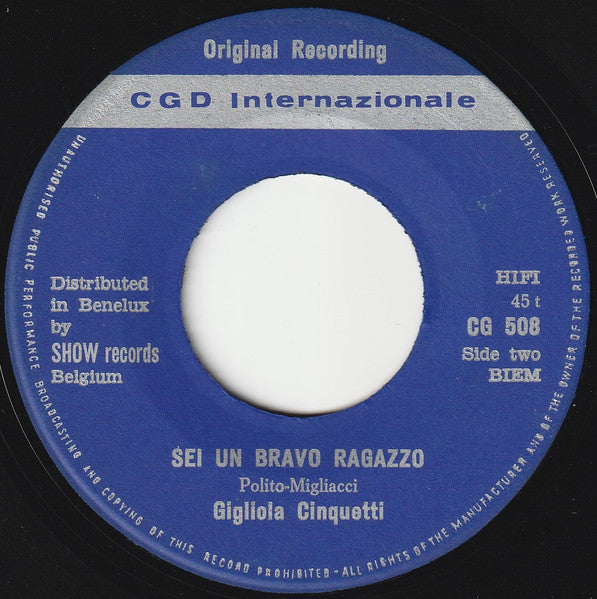 Original Recording
CGD Internazionale
Distributed
in Benelux
by
SHOW records
Belgium
HIFI
45 t
CG 508
Side two
BIEM
SEI UN BRAVO RAGAZZO
Polito-Migliacci
Gigliola Cinquetti
UNAUTHORISED PUBLIC PERFORMANCE BROADCASTING AND COPYING OF THIS RECORD PROHIBITED - ALL RIGHTS OF THE MANUFACTURER AND OF THE OWNER OF THE RECORDED WORK RESERVED